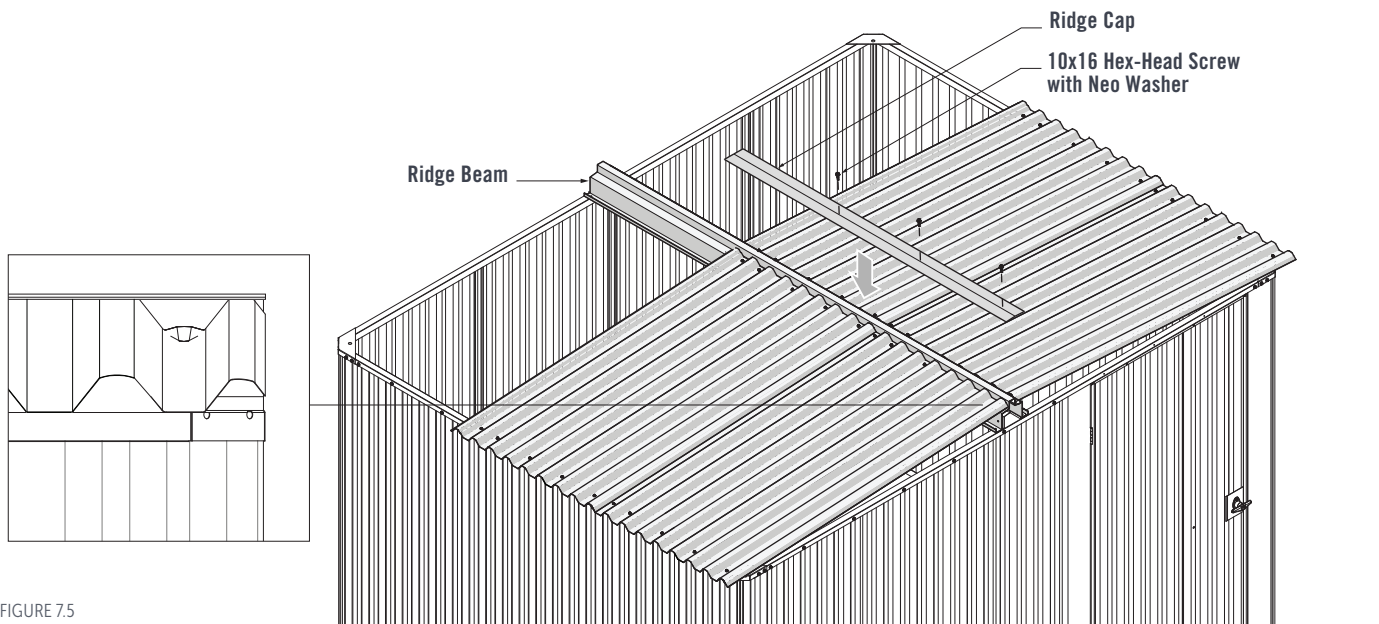 Ridge Cap
10x16 Hex-Head Screw
with Neo Washer
Ridge Beam
FIGURE 7.5